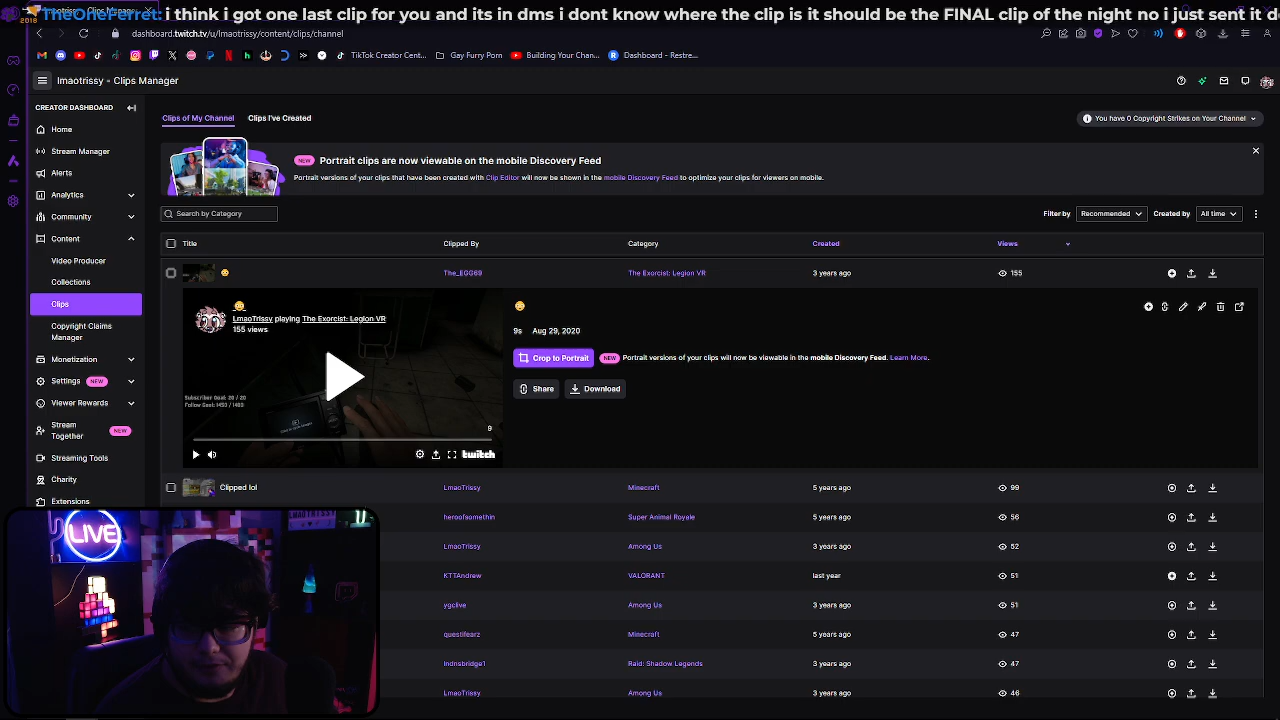 TheOneFerret: i think i got one last clip for you al its in dms i dont know where the clip is it should be the FINAL clip of the night no i just sent it d
2018
dashboard.twitch.tv/u/lmaotrissy/content/clips/channel
TikTok Creator Cent...
Gay Furry Porn
Building Your Chan...
Dashboard - Restre...
lmaotrissy - Clips Manager
CREATOR DASHBOARD
Home
Stream Manager
Alerts
Analytics
Community
Content
Video Producer
Collections
Clips
Copyright Claims
Manager
Monetization
Settings NEW
Viewer Rewards
Stream
Together NEW
Streaming Tools
Charity
Extensions
Clips of My Channel
Clips I've Created
You have 0 Copyright Strikes on Your Channel
NEW Portrait clips are now viewable on the mobile Discovery Feed
Portrait versions of your clips that have been created with Clip Editor will now be shown in the mobile Discovery Feed to optimize your clips for viewers on mobile.
Search by Category
Filter by Recommended Created by All time
Title Clipped By Category Created Views
The_EGG69 The Exorcist: Legion VR 3 years ago 155
LmaoTrissy playing The Exorcist: Legion VR
155 views
Subscriber Goal: 20 / 20
Follow Goal: 1453 / 1480
9
twitch
9s Aug 29, 2020
Crop to Portrait NEW Portrait versions of your clips will now be viewable in the mobile Discovery Feed. Learn More.
Share Download
Clipped lol LmaoTrissy Minecraft 5 years ago 99
heroofsomethin Super Animal Royale 5 years ago 56
LmaoTrissy Among Us 3 years ago 52
KTTAndrew VALORANT last year 51
ygclive Among Us 3 years ago 51
questifearz Minecraft 5 years ago 47
lndnsbridge1 Raid: Shadow Legends 3 years ago 47
LmaoTrissy Among Us 3 years ago 46
LIVE